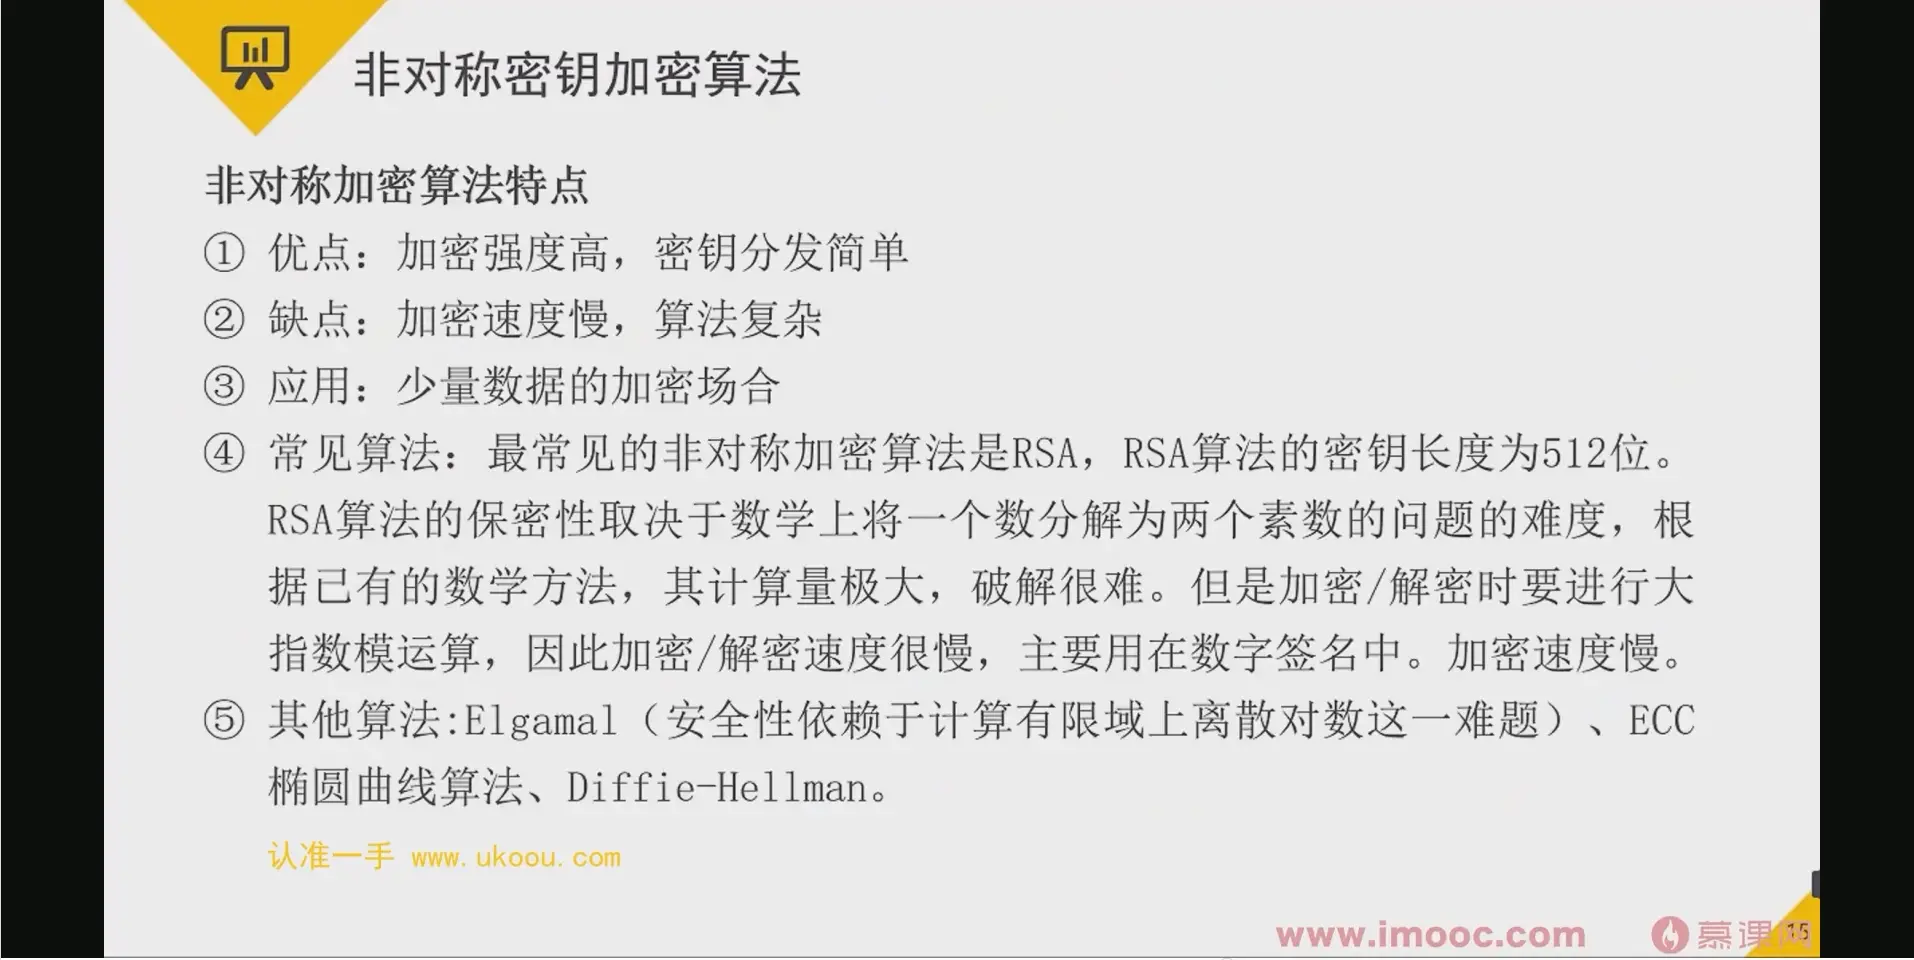 非对称密钥加密算法
非对称加密算法特点
① 优点：加密强度高，密钥分发简单
② 缺点：加密速度慢，算法复杂
③ 应用：少量数据的加密场合
④ 常见算法：最常见的非对称加密算法是RSA，RSA算法的密钥长度为512位。
RSA算法的保密性取决于数学上将一个数分解为两个素数的问题的难度，根
据已有的数学方法，其计算量极大，破解很难。但是加密/解密时要进行大
指数模运算，因此加密/解密速度很慢，主要用在数字签名中。加密速度慢。
⑤ 其他算法:Elgamal（安全性依赖于计算有限域上离散对数这一难题）、ECC
椭圆曲线算法、Diffie-Hellman。
认准一手 www.ukoou.com
www.imooc.com 慕课网